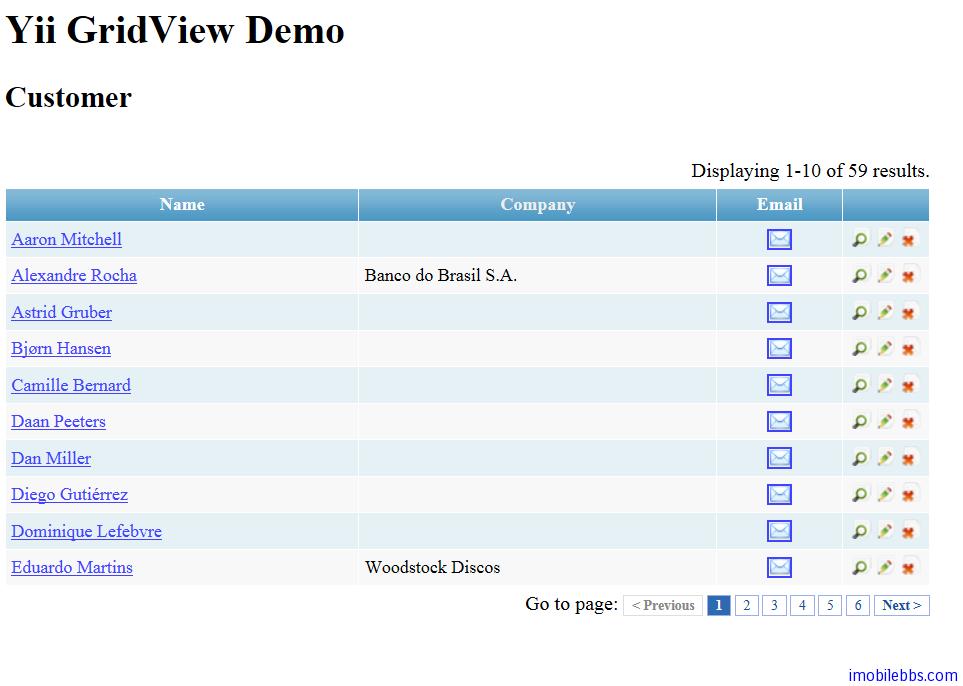 Yii GridView Demo
Customer
Displaying 1-10 of 59 results.
Name Company Email
Aaron Mitchell
Alexandre Rocha Banco do Brasil S.A.
Astrid Gruber
Bjørn Hansen
Camille Bernard
Daan Peeters
Dan Miller
Diego Gutiérrez
Dominique Lefebvre
Eduardo Martins Woodstock Discos
Go to page: < Previous 1 2 3 4 5 6 Next >
imobilebbs.com